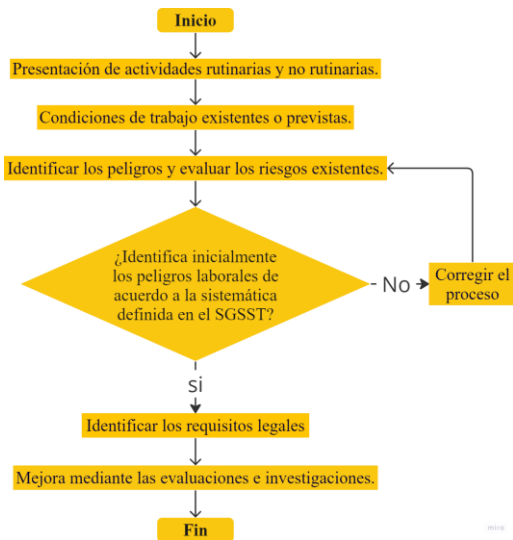 Inicio
Presentación de actividades rutinarias y no rutinarias.
Condiciones de trabajo existentes o previstas.
Identificar los peligros y evaluar los riesgos existentes.
¿Identifica inicialmente
los peligros laborales de
acuerdo a la sistemática
definida en el SGSST?
No
Corregir el
proceso
si
Identificar los requisitos legales
Mejora mediante las evaluaciones e investigaciones.
Fin
miro